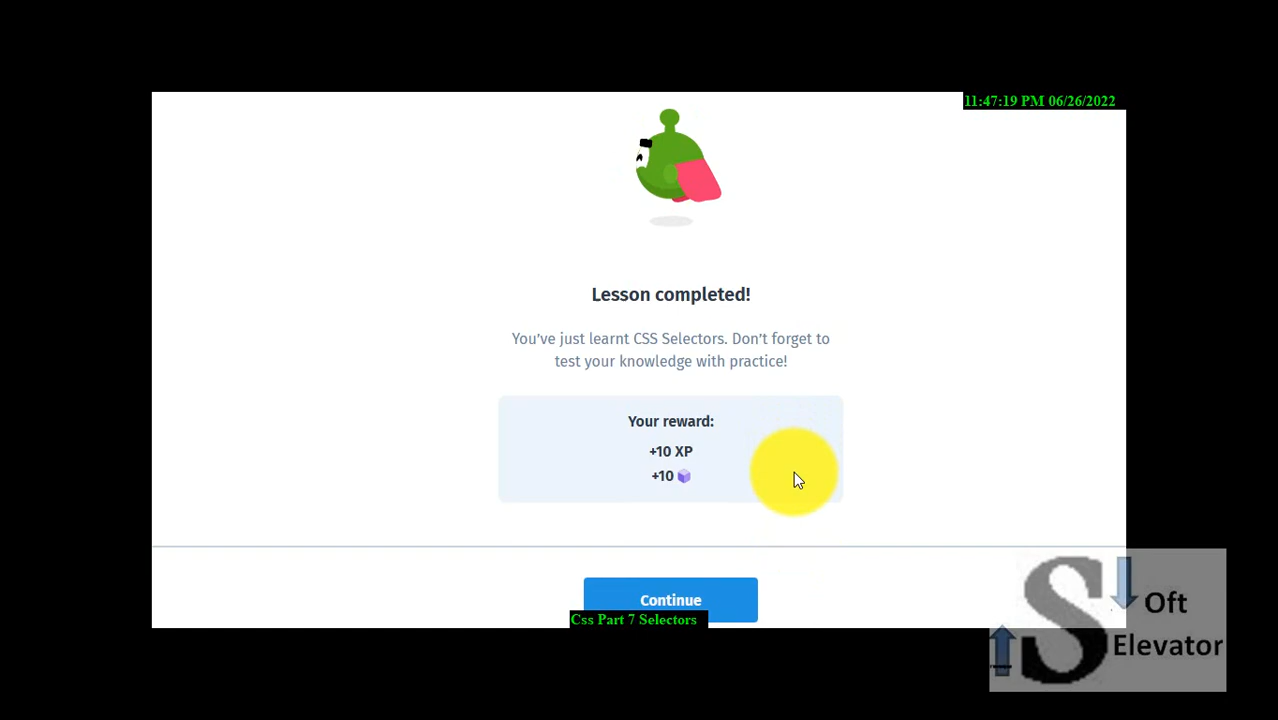 11:47:19 PM 06/26/2022
Lesson completed!
You’ve just learnt CSS Selectors. Don’t forget to
test your knowledge with practice!
Your reward:
+10 XP
+10
Continue
Css Part 7 Selectors
S Oft
Elevator